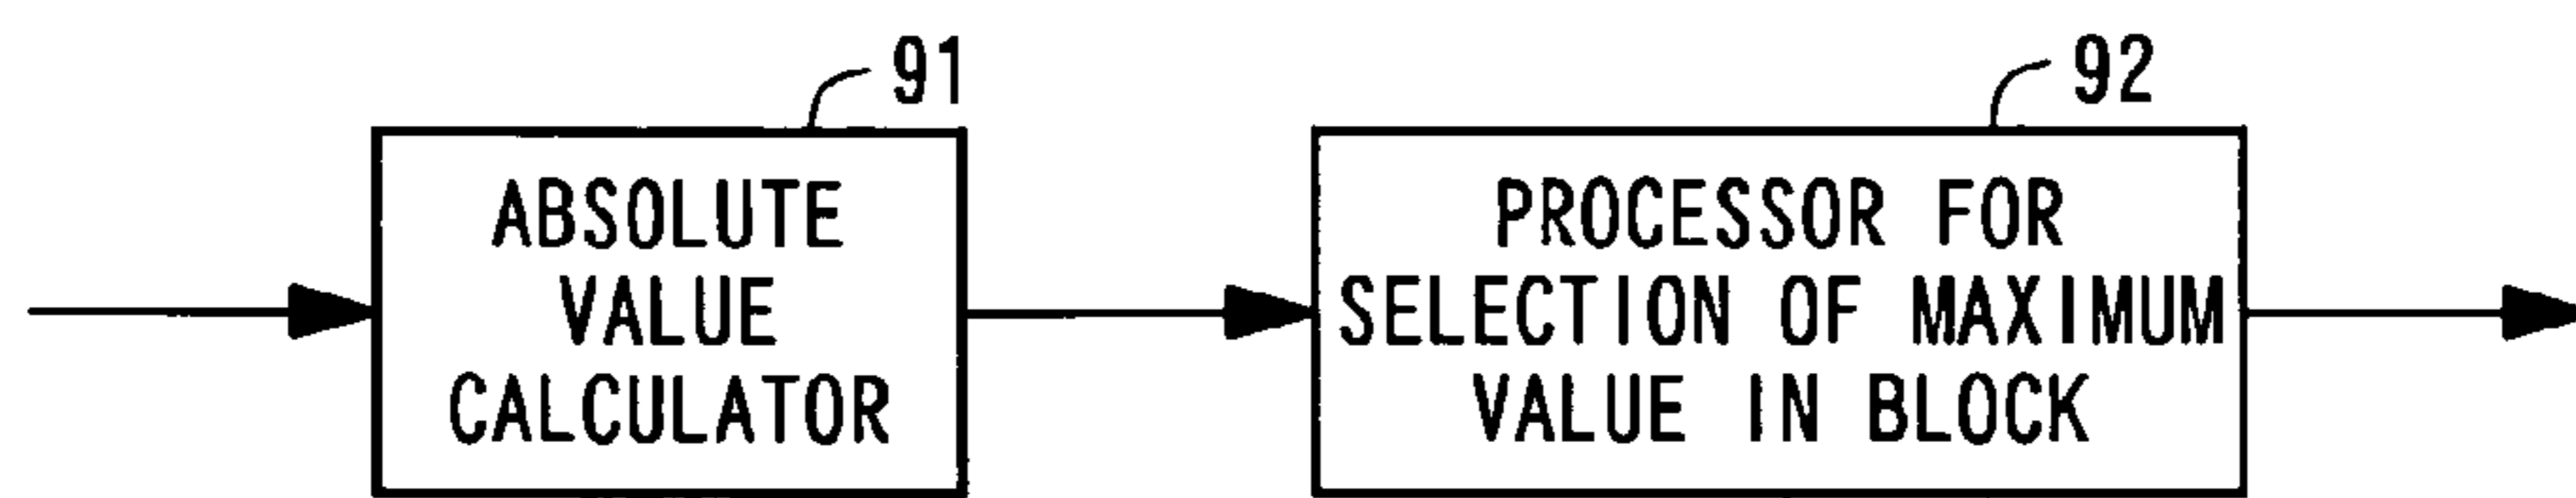 91
ABSOLUTE
VALUE
CALCULATOR
92
PROCESSOR FOR
SELECTION OF MAXIMUM
VALUE IN BLOCK